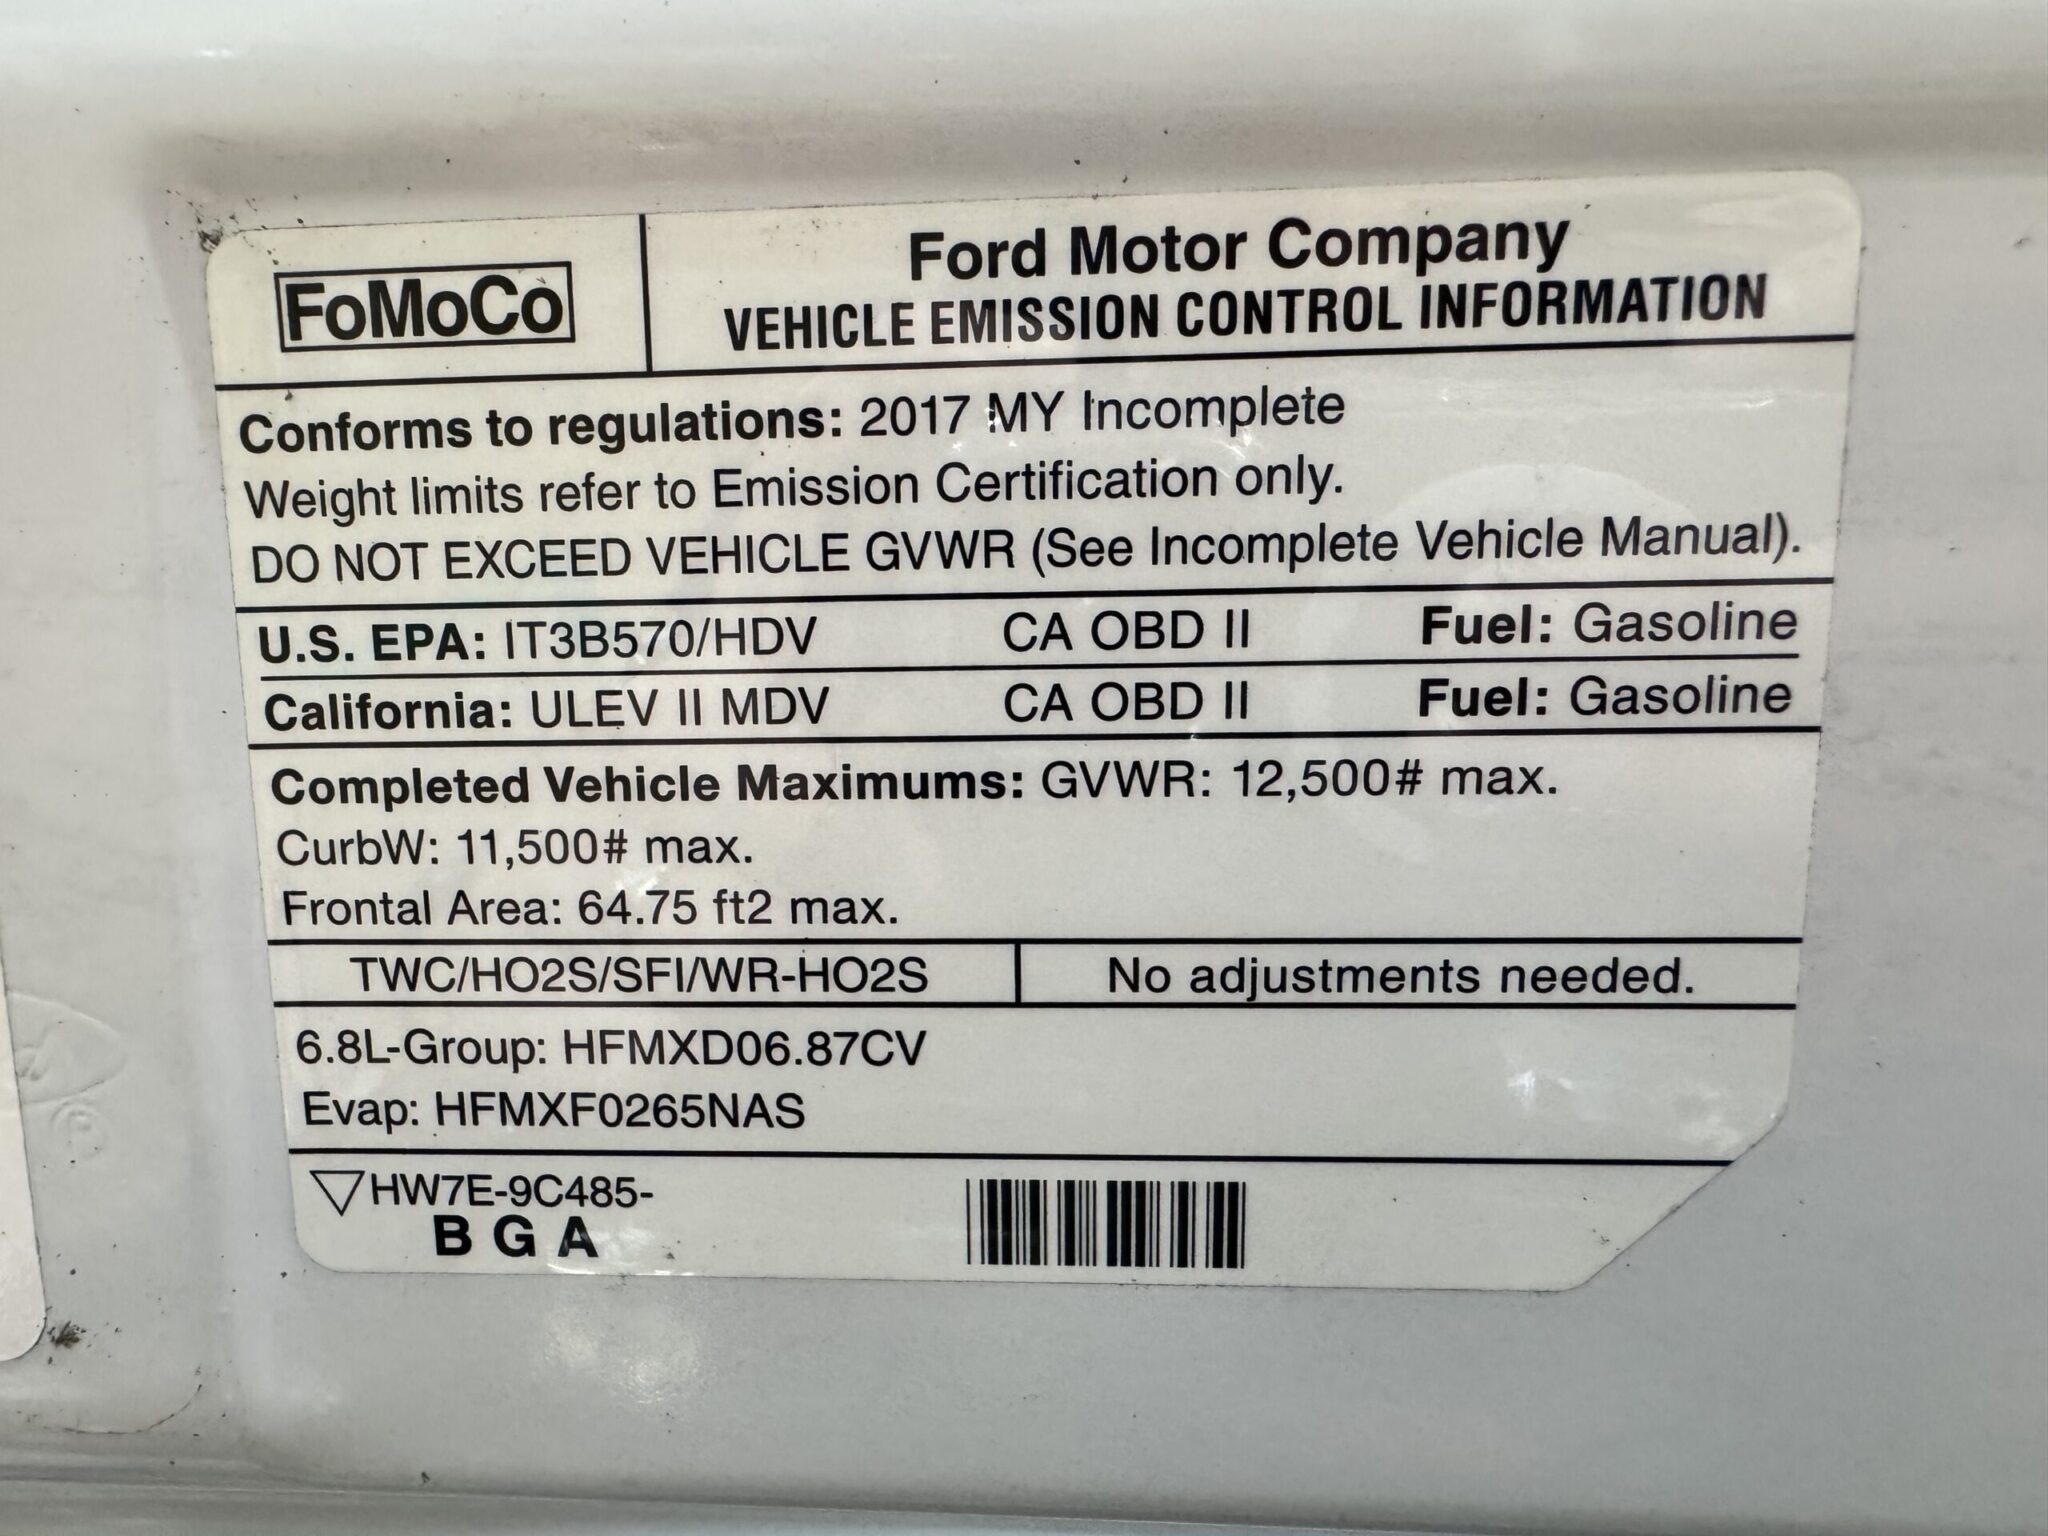 FoMoCo
Ford Motor Company
VEHICLE EMISSION CONTROL INFORMATION
Conforms to regulations: 2017 MY Incomplete
Weight limits refer to Emission Certification only.
DO NOT EXCEED VEHICLE GVWR (See Incomplete Vehicle Manual).
U.S. EPA: IT3B570/HDV CA OBD II Fuel: Gasoline
California: ULEV II MDV CA OBD II Fuel: Gasoline
Completed Vehicle Maximums: GVWR: 12,500# max.
CurbW: 11,500# max.
Frontal Area: 64.75 ft2 max.
TWC/HO2S/SFI/WR-HO2S No adjustments needed.
6.8L-Group: HFMXD06.87CV
Evap: HFMXF0265NAS
HW7E-9C485-
B G A